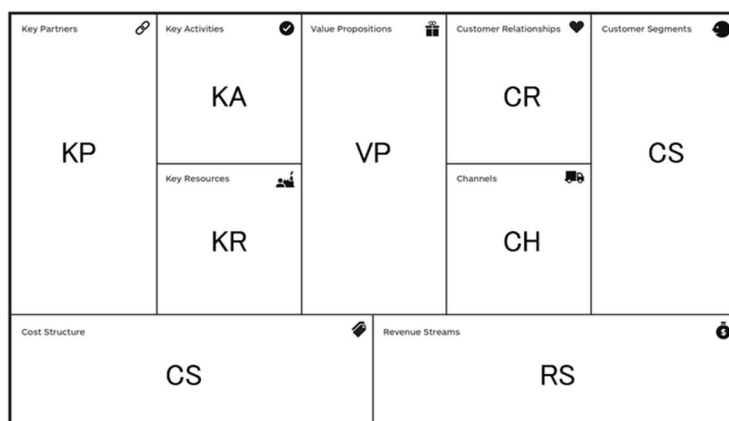 Key Partners
KP
Key Activities
KA
Key Resources
KR
Value Propositions
VP
Customer Relationships
CR
Channels
CH
Customer Segments
CS
Cost Structure
CS
Revenue Streams
$
RS